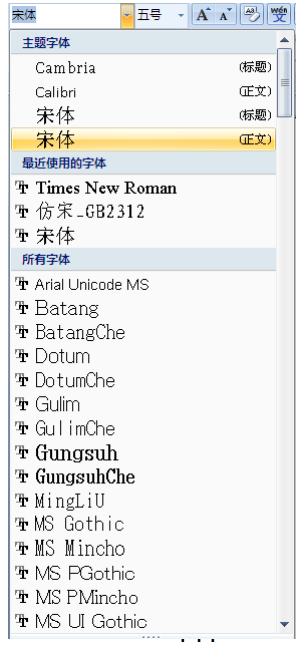 宋体 五号 A A Aa wén 雯
主题字体
Cambria (标题)
Calibri (正文)
宋体 (标题)
宋体 (正文)
最近使用的字体
Times New Roman
仿宋_GB2312
宋体
所有字体
Arial Unicode MS
Batang
BatangChe
Dotum
DotumChe
Gulim
GulimChe
Gungsuh
GungsuhChe
MingLiU
MS Gothic
MS Mincho
MS PGothic
MS PMincho
MS UI Gothic